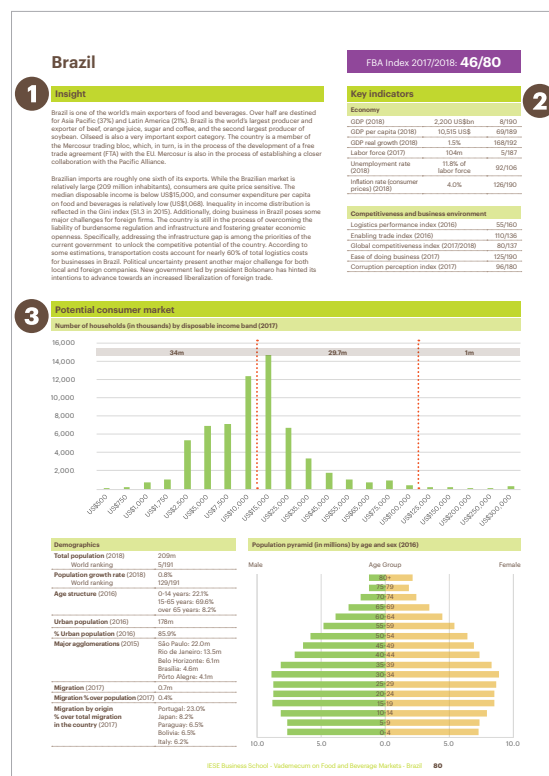 Brazil
FBA Index 2017/2018: 46/80
1
Insight
Brazil is one of the world's main exporters of food and beverages. Over half are destined
for Asia Pacific (37%) and Latin America (21%). Brazil is the world's largest producer and
exporter of beef, orange juice, sugar and coffee, and the second largest producer of
soybean. Oilseed is also a very important export category. The country is a member of
the Mercosur trading bloc, which, in turn, is in the process of the development of a free
trade agreement (FTA) with the EU. Mercosur is also in the process of establishing a closer
collaboration with the Pacific Alliance.
Brazilian imports are roughly one sixth of its exports. While the Brazilian market is
relatively large (209 million inhabitants), consumers are quite price sensitive. The
median disposable income is below US$15,000, and consumer expenditure per capita
on food and beverages is relatively low (US$1,068). Inequality in income distribution is
reflected in the Gini index (51.3 in 2015). Additionally, doing business in Brazil poses some
major challenges for foreign firms. The country is still in the process of overcoming the
liability of burdensome regulation and infrastructure and fostering greater economic
openness. Specifically, addressing the infrastructure gap is among the priorities of the
current government to unlock the competitive potential of the country. According to
some estimations, transportation costs account for nearly 60% of total logistics costs
for businesses in Brazil. Political uncertainty present another major challenge for both
local and foreign companies. New government led by president Bolsonaro has hinted its
intentions to advance towards an increased liberalization of foreign trade.
2
Key indicators
Economy
GDP (2018) 2,200 US$bn 8/190
GDP per capita (2018) 10,515 US$ 69/189
GDP real growth (2018) 1.5% 168/192
Labor force (2017) 104m 5/187
Unemployment rate (2018) 11.8% of labor force 92/106
Inflation rate (consumer prices) (2018) 4.0% 126/190
Competitiveness and business environment
Logistics performance index (2016) 55/160
Enabling trade index (2016) 110/136
Global competitiveness index (2017/2018) 80/137
Ease of doing business (2017) 125/190
Corruption perception index (2017) 96/180
3
Potential consumer market
Number of households (in thousands) by disposable income band (2017)
16,000
14,000
12,000
10,000
8,000
6,000
4,000
2,000
34m 29.7m 1m
US$500 US$750 US$1,000 US$1,750 US$2,500 US$5,000 US$7,500 US$10,000 US$15,000 US$25,000 US$35,000 US$45,000 US$55,000 US$65,000 US$75,000 US$100,000 US$125,000 US$150,000 US$200,000 US$250,000 US$300,000
Demographics
Total population (2018) 209m
World ranking 5/191
Population growth rate (2018) 0.8%
World ranking 129/191
Age structure (2016) 0-14 years: 22.1%
15-65 years: 69.6%
over 65 years: 8.2%
Urban population (2016) 178m
% Urban population (2016) 85.9%
Major agglomerations (2015) São Paulo: 22.0m
Rio de Janeiro: 13.5m
Belo Horizonte: 6.1m
Brasília: 4.6m
Pôrto Alegre: 4.1m
Migration (2017) 0.7m
Migration % over population (2017) 0.4%
Migration by origin Portugal: 23.0%
% over total migration Japan: 8.2%
in the country (2017) Paraguay: 6.5%
Bolivia: 6.5%
Italy: 6.2%
Population pyramid (in millions) by age and sex (2016)
Male Age Group Female
80+
75-79
70-74
65-69
60-64
55-59
50-54
45-49
40-44
35-39
30-34
25-29
20-24
15-19
10-14
5-9
0-4
10.0 5.0 0.0 5.0 10.0
IESE Business School - Vademecum on Food and Beverage Markets - Brazil 80